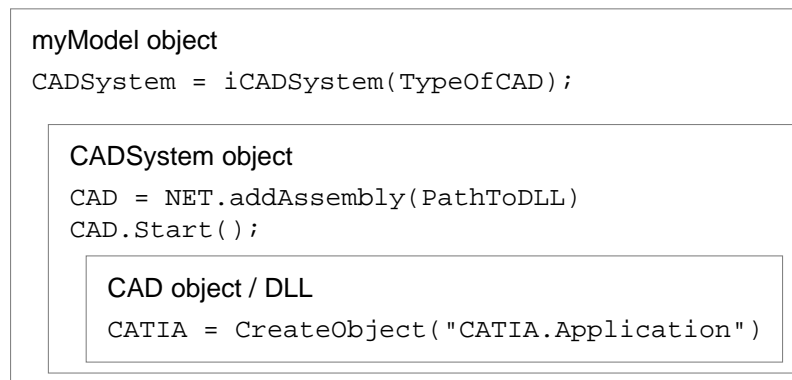 myModel object
CADSystem = iCADSystem(TypeOfCAD);
CADSystem object
CAD = NET.addAssembly(PathToDLL)
CAD.Start();
CAD object / DLL
CATIA = CreateObject("CATIA.Application")